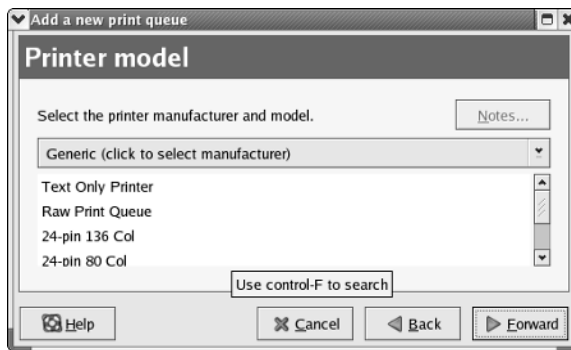 Add a new print queue
Printer model
Select the printer manufacturer and model.
Notes...
Generic (click to select manufacturer)
Text Only Printer
Raw Print Queue
24-pin 136 Col
24-pin 80 Col
Use control-F to search
Help
Cancel
Back
Forward